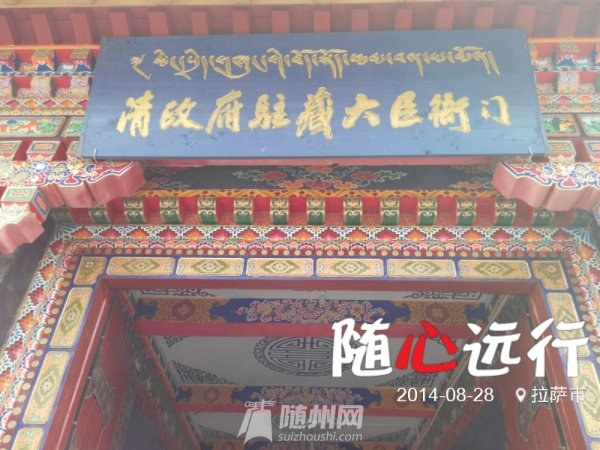 清政府驻藏大臣衙门
随心远行
2014-08-28 拉萨市
随州网
suizhoushi.com